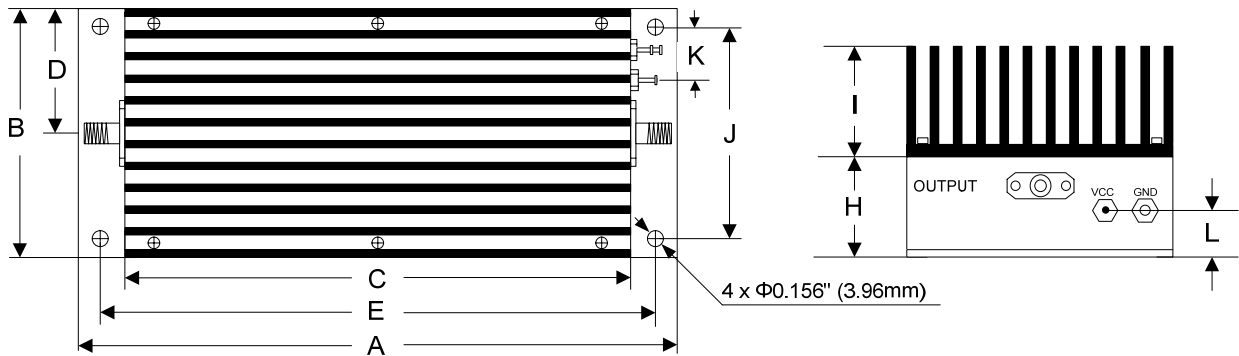 D
B
K
J
C
E
A
4 x Φ0.156" (3.96mm)
I
H
OUTPUT
VCC
GND
L